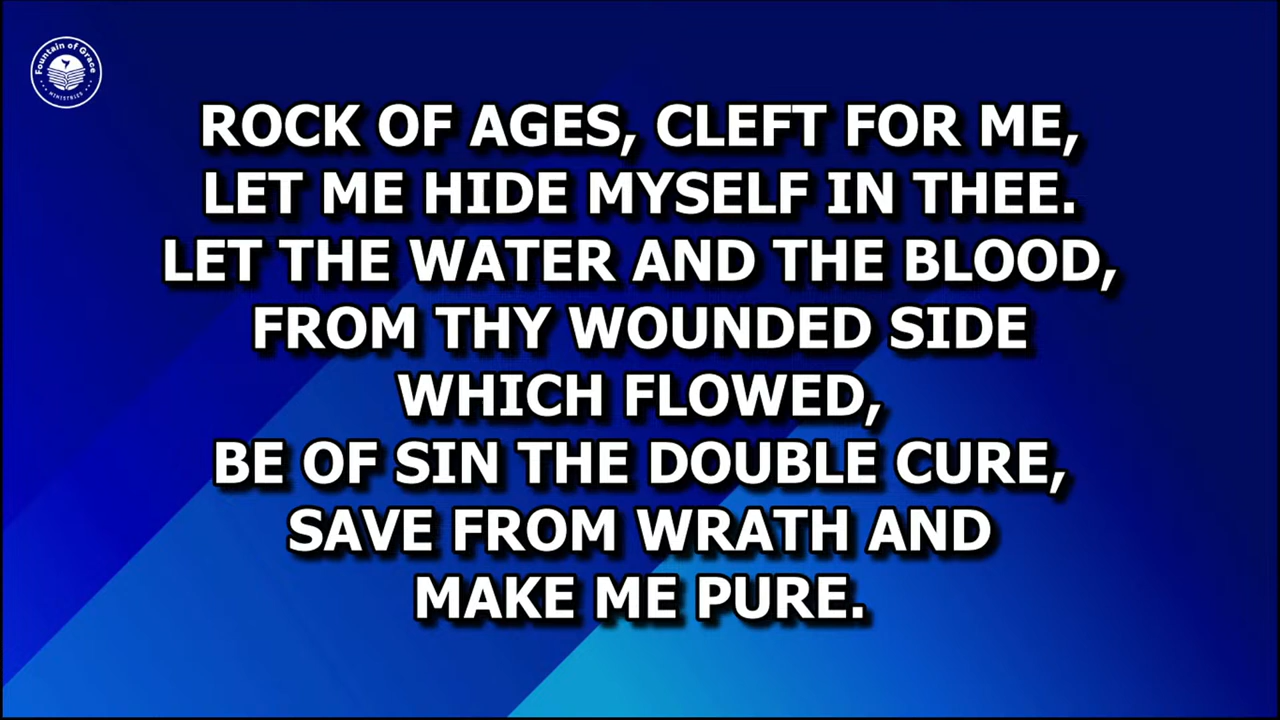 Fountain of Grace
MINISTRIES
ROCK OF AGES, CLEFT FOR ME,
LET ME HIDE MYSELF IN THEE.
LET THE WATER AND THE BLOOD,
FROM THY WOUNDED SIDE
WHICH FLOWED,
BE OF SIN THE DOUBLE CURE,
SAVE FROM WRATH AND
MAKE ME PURE.